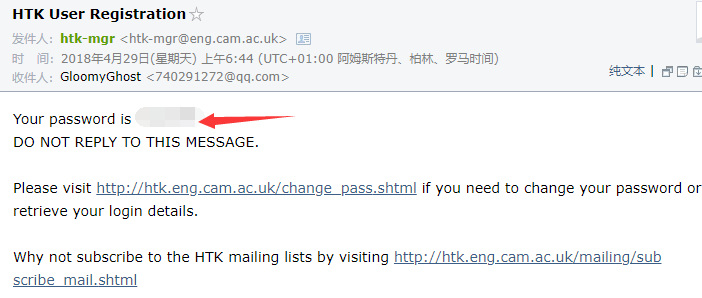 HTK User Registration☆
发件人：htk-mgr <htk-mgr@eng.cam.ac.uk>
时 间：2018年4月29日(星期天) 上午6:44 (UTC+01:00 阿姆斯特丹、柏林、罗马时间)
收件人：GloomyGhost <740291272@qq.com>
纯文本 |
Your password is
DO NOT REPLY TO THIS MESSAGE.
Please visit http://htk.eng.cam.ac.uk/change_pass.shtml if you need to change your password or
retrieve your login details.
Why not subscribe to the HTK mailing lists by visiting http://htk.eng.cam.ac.uk/mailing/sub
scribe_mail.shtml